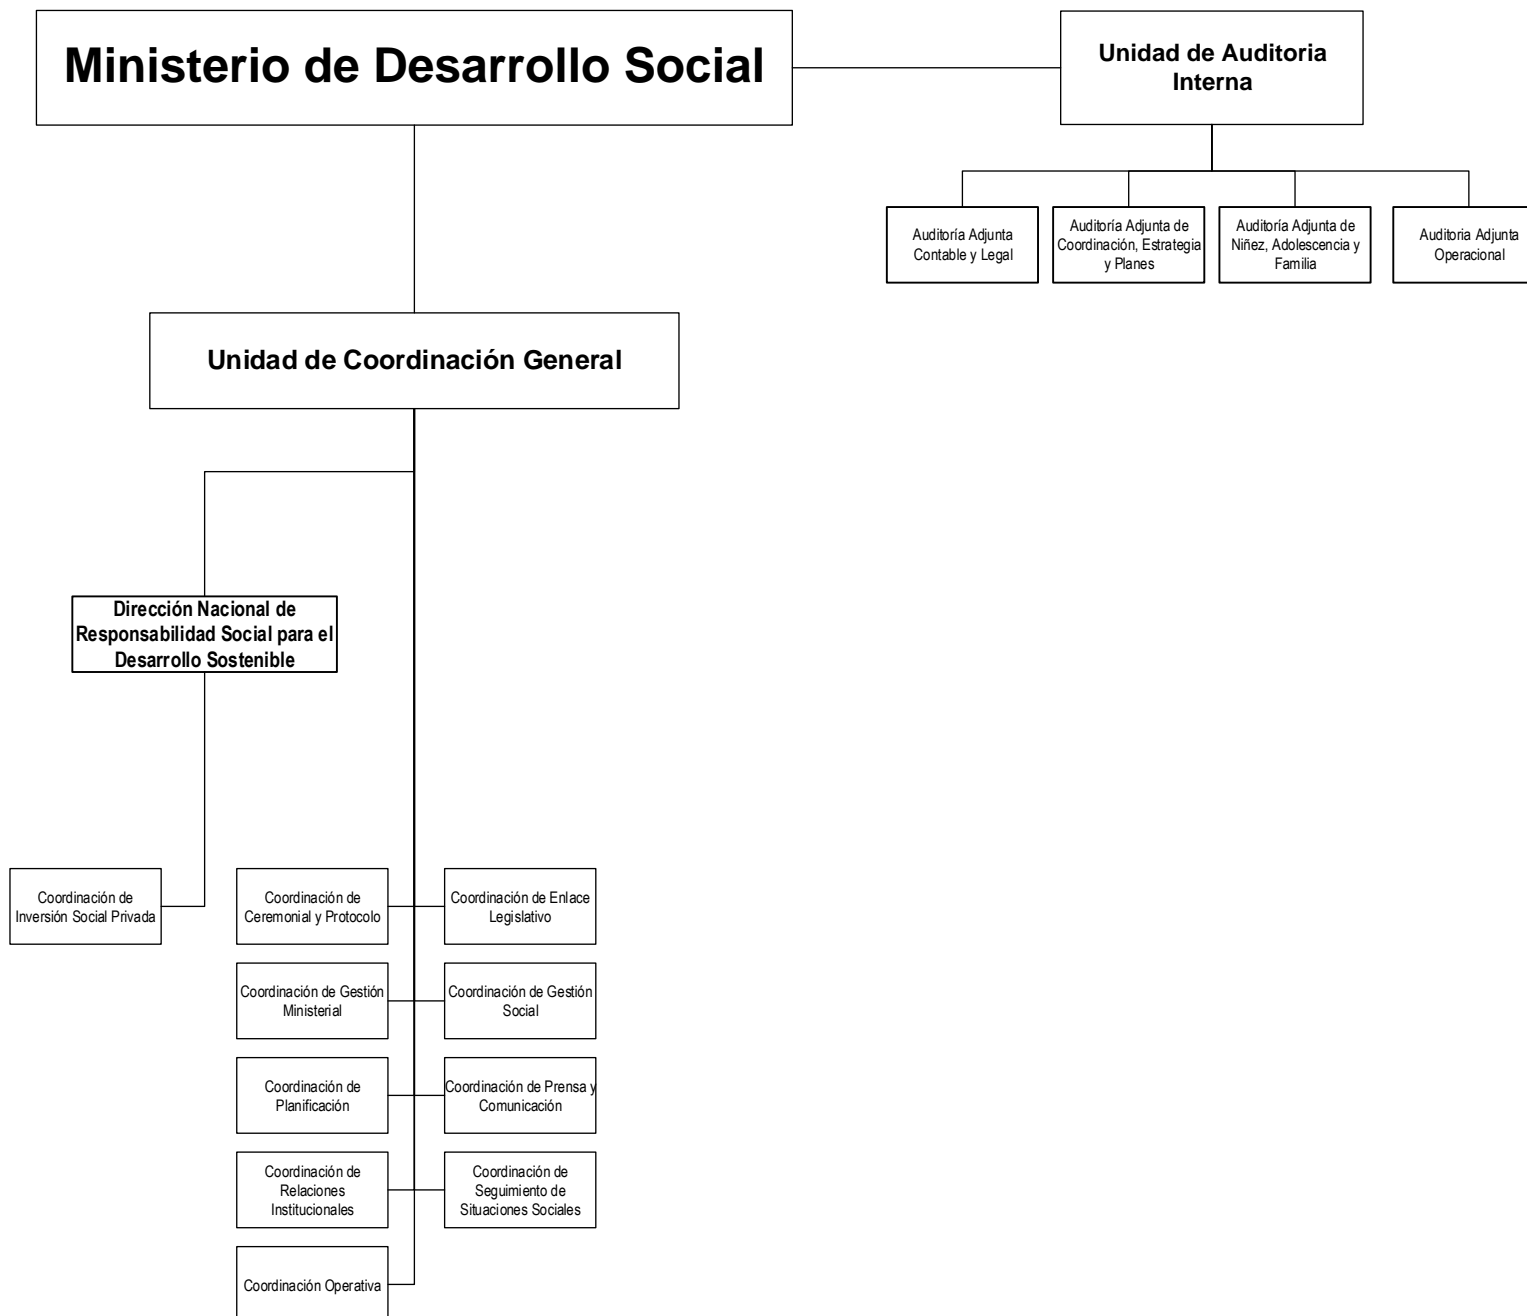 Ministerio de Desarrollo Social
Unidad de Auditoria
Interna
Auditoría Adjunta
Contable y Legal
Auditoría Adjunta de
Coordinación, Estrategia
y Planes
Auditoría Adjunta de
Niñez, Adolescencia y
Familia
Auditoria Adjunta
Operacional
Unidad de Coordinación General
Dirección Nacional de
Responsabilidad Social para el
Desarrollo Sostenible
Coordinación de
Inversión Social Privada
Coordinación de
Ceremonial y Protocolo
Coordinación de Enlace
Legislativo
Coordinación de Gestión
Ministerial
Coordinación de Gestión
Social
Coordinación de
Planificación
Coordinación de Prensa y
Comunicación
Coordinación de
Relaciones
Institucionales
Coordinación de
Seguimiento de
Situaciones Sociales
Coordinación Operativa